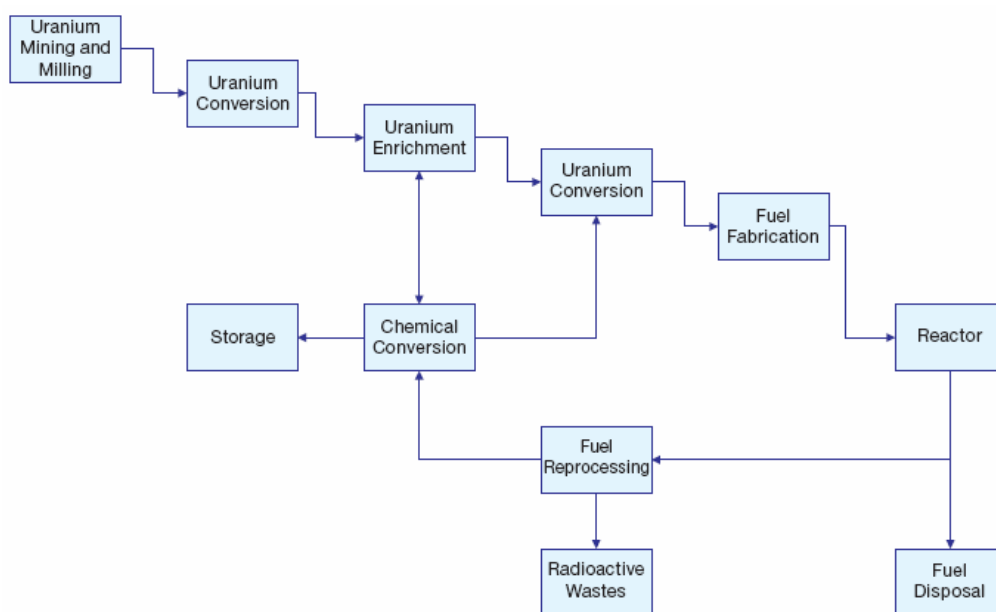 Uranium
Mining and
Milling
Uranium
Conversion
Uranium
Enrichment
Uranium
Conversion
Fuel
Fabrication
Storage
Chemical
Conversion
Reactor
Fuel
Reprocessing
Radioactive
Wastes
Fuel
Disposal